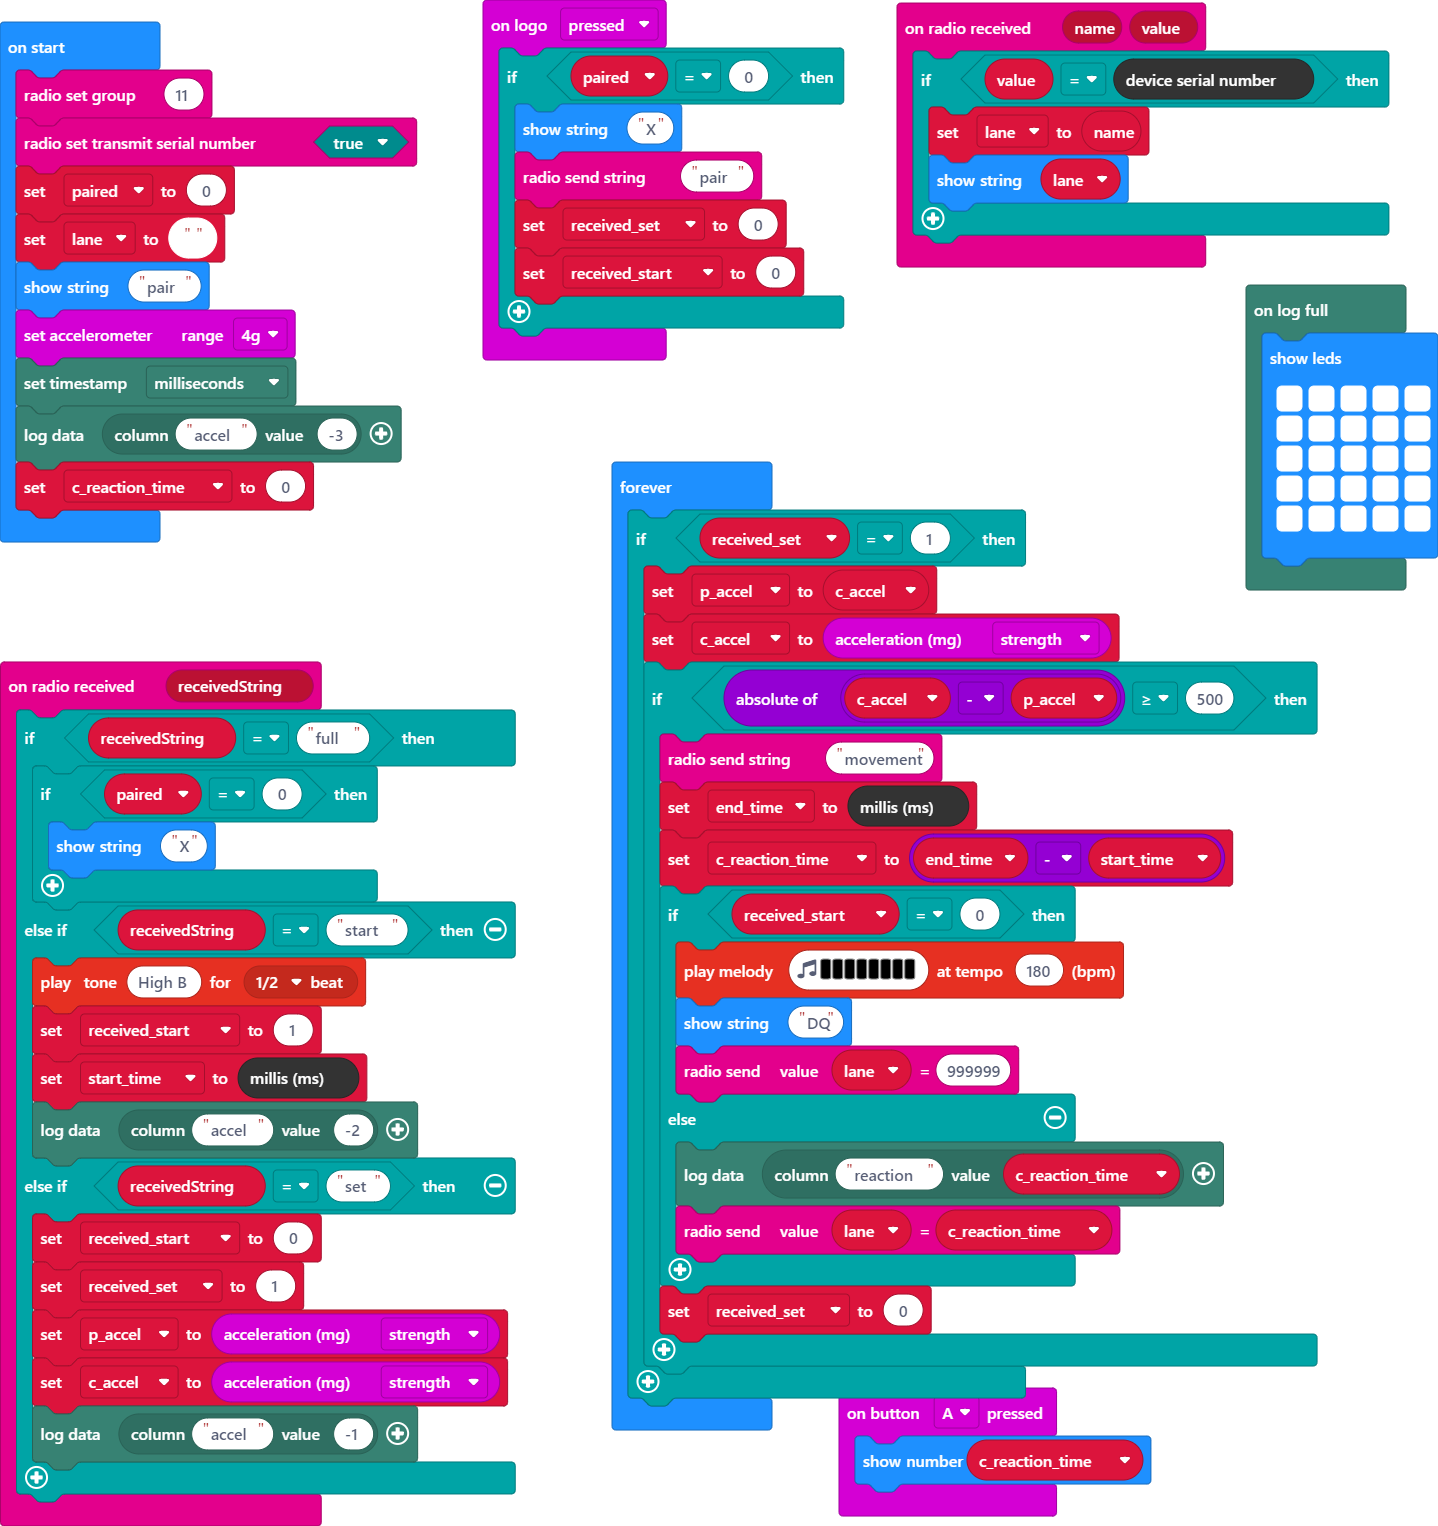 on start
radio set group 11
radio set transmit serial number true
set paired to 0
set lane to " "
show string "pair"
set accelerometer range 4g
set timestamp milliseconds
log data column "accel" value -3
set c_reaction_time to 0
on logo pressed
if paired = 0 then
show string "X"
radio send string "pair"
set received_set to 0
set received_start to 0
on radio received name value
if value = device serial number then
set lane to name
show string lane
on log full
show leds
on radio received receivedString
if receivedString = "full" then
if paired = 0 then
show string "X"
else if receivedString = "start" then
play tone High B for 1/2 beat
set received_start to 1
set start_time to millis (ms)
log data column "accel" value -2
else if receivedString = "set" then
set received_start to 0
set received_set to 1
set p_accel to acceleration (mg) strength
set c_accel to acceleration (mg) strength
log data column "accel" value -1
forever
if received_set = 1 then
set p_accel to c_accel
set c_accel to acceleration (mg) strength
if absolute of c_accel - p_accel ≥ 500 then
radio send string "movement"
set end_time to millis (ms)
set c_reaction_time to end_time - start_time
if received_start = 0 then
play melody at tempo 180 (bpm)
show string "DQ"
radio send value lane = 999999
else
log data column "reaction" value c_reaction_time
radio send value lane = c_reaction_time
set received_set to 0
on button A pressed
show number c_reaction_time